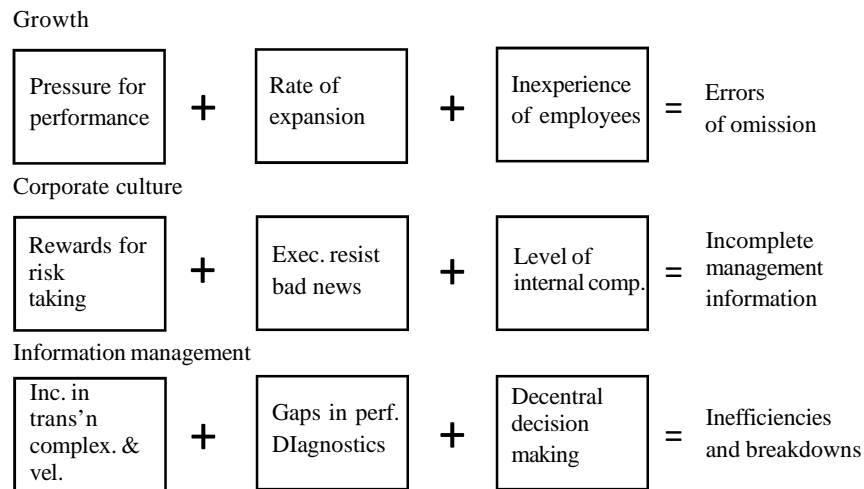 Growth
Pressure for
performance
+
Rate of
expansion
+
Inexperience
of employees
=
Errors
of omission
Corporate culture
Rewards for
risk
taking
+
Exec. resist
bad news
+
Level of
internal comp.
=
Incomplete
management
information
Information management
Inc. in
trans’n
complex. &
vel.
+
Gaps in perf.
DIagnostics
+
Decentral
decision
making
=
Inefficiencies
and breakdowns